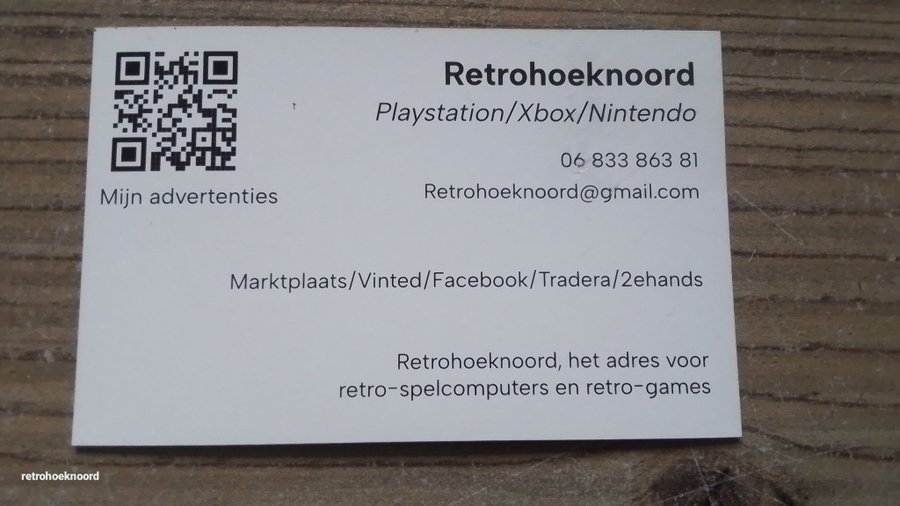 Retrohoeknoord
Playstation/Xbox/Nintendo
06 833 863 81
Retrohoeknoord@gmail.com
Mijn advertenties
Marktplaats/Vinted/Facebook/Tradera/2ehands
Retrohoeknoord, het adres voor
retro-spelcomputers en retro-games
retrohoeknoord